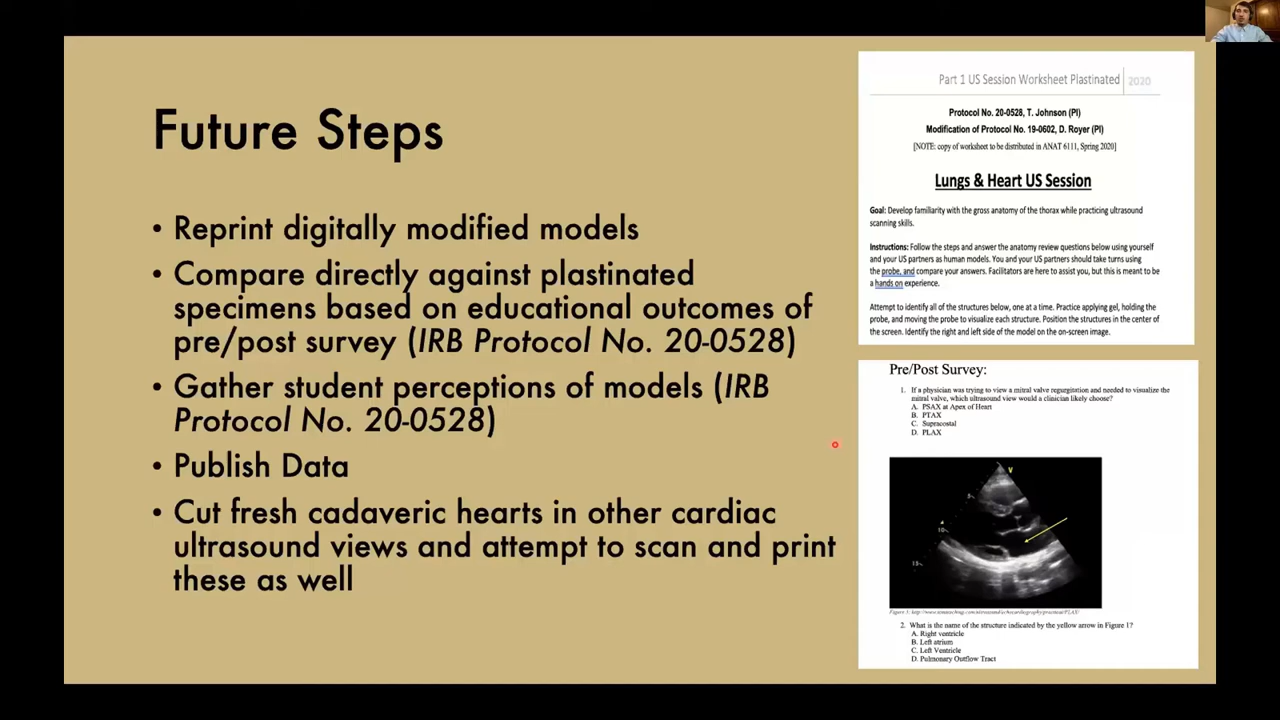 Future Steps
• Reprint digitally modified models
• Compare directly against plastinated
specimens based on educational outcomes of
pre/post survey (IRB Protocol No. 20-0528)
• Gather student perceptions of models (IRB
Protocol No. 20-0528)
• Publish Data
• Cut fresh cadaveric hearts in other cardiac
ultrasound views and attempt to scan and print
these as well
Part 1 US Session Worksheet Plastinated 2020
Protocol No. 20-0528, T. Johnson (PI)
Modification of Protocol No. 19-0602, D. Royer (PI)
[NOTE: copy of worksheet to be distributed in ANAT 6111, Spring 2020]
Lungs & Heart US Session
Goal: Develop familiarity with the gross anatomy of the thorax while practicing ultrasound
scanning skills.
Instructions: Follow the steps and answer the anatomy review questions below using yourself
and your US partners as human models. You and your US partners should take turns using
the probe, and compare your answers. Facilitators are here to assist you, but this is meant to be
a hands on experience.
Attempt to identify all of the structures below, one at a time. Practice applying gel, holding the
probe, and moving the probe to visualize each structure. Position the structures in the center of
the screen. Identify the right and left side of the model on the on-screen image.
Pre/Post Survey:
1. If a physician was trying to view a mitral valve regurgitation and needed to visualize the
mitral valve, which ultrasound view would a clinician likely choose?
A. PSAX at Apex of Heart
B. PTAX
C. Supracostal
D. PLAX
V
5
10
15
2. What is the name of the structure indicated by the yellow arrow in Figure 1?
A. Right ventricle
B. Left atrium
C. Left Ventricle
D. Pulmonary Outflow Tract